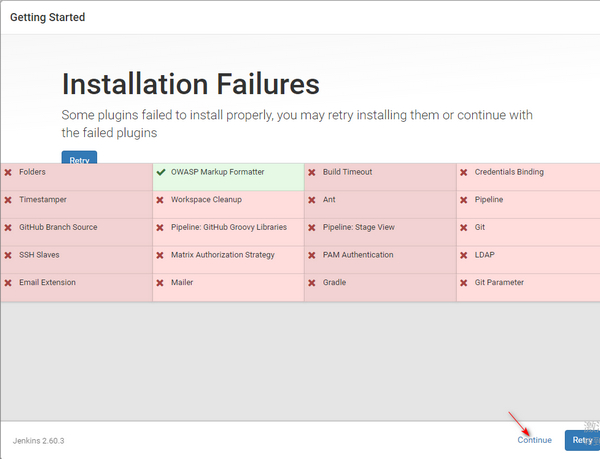 Getting Started
Installation Failures
Some plugins failed to install properly, you may retry installing them or continue with
the failed plugins
Retry
Folders
OWASP Markup Formatter
Build Timeout
Credentials Binding
Timestamper
Workspace Cleanup
Ant
Pipeline
GitHub Branch Source
Pipeline: GitHub Groovy Libraries
Pipeline: Stage View
Git
SSH Slaves
Matrix Authorization Strategy
PAM Authentication
LDAP
Email Extension
Mailer
Gradle
Git Parameter
Jenkins 2.60.3
Continue
Retry